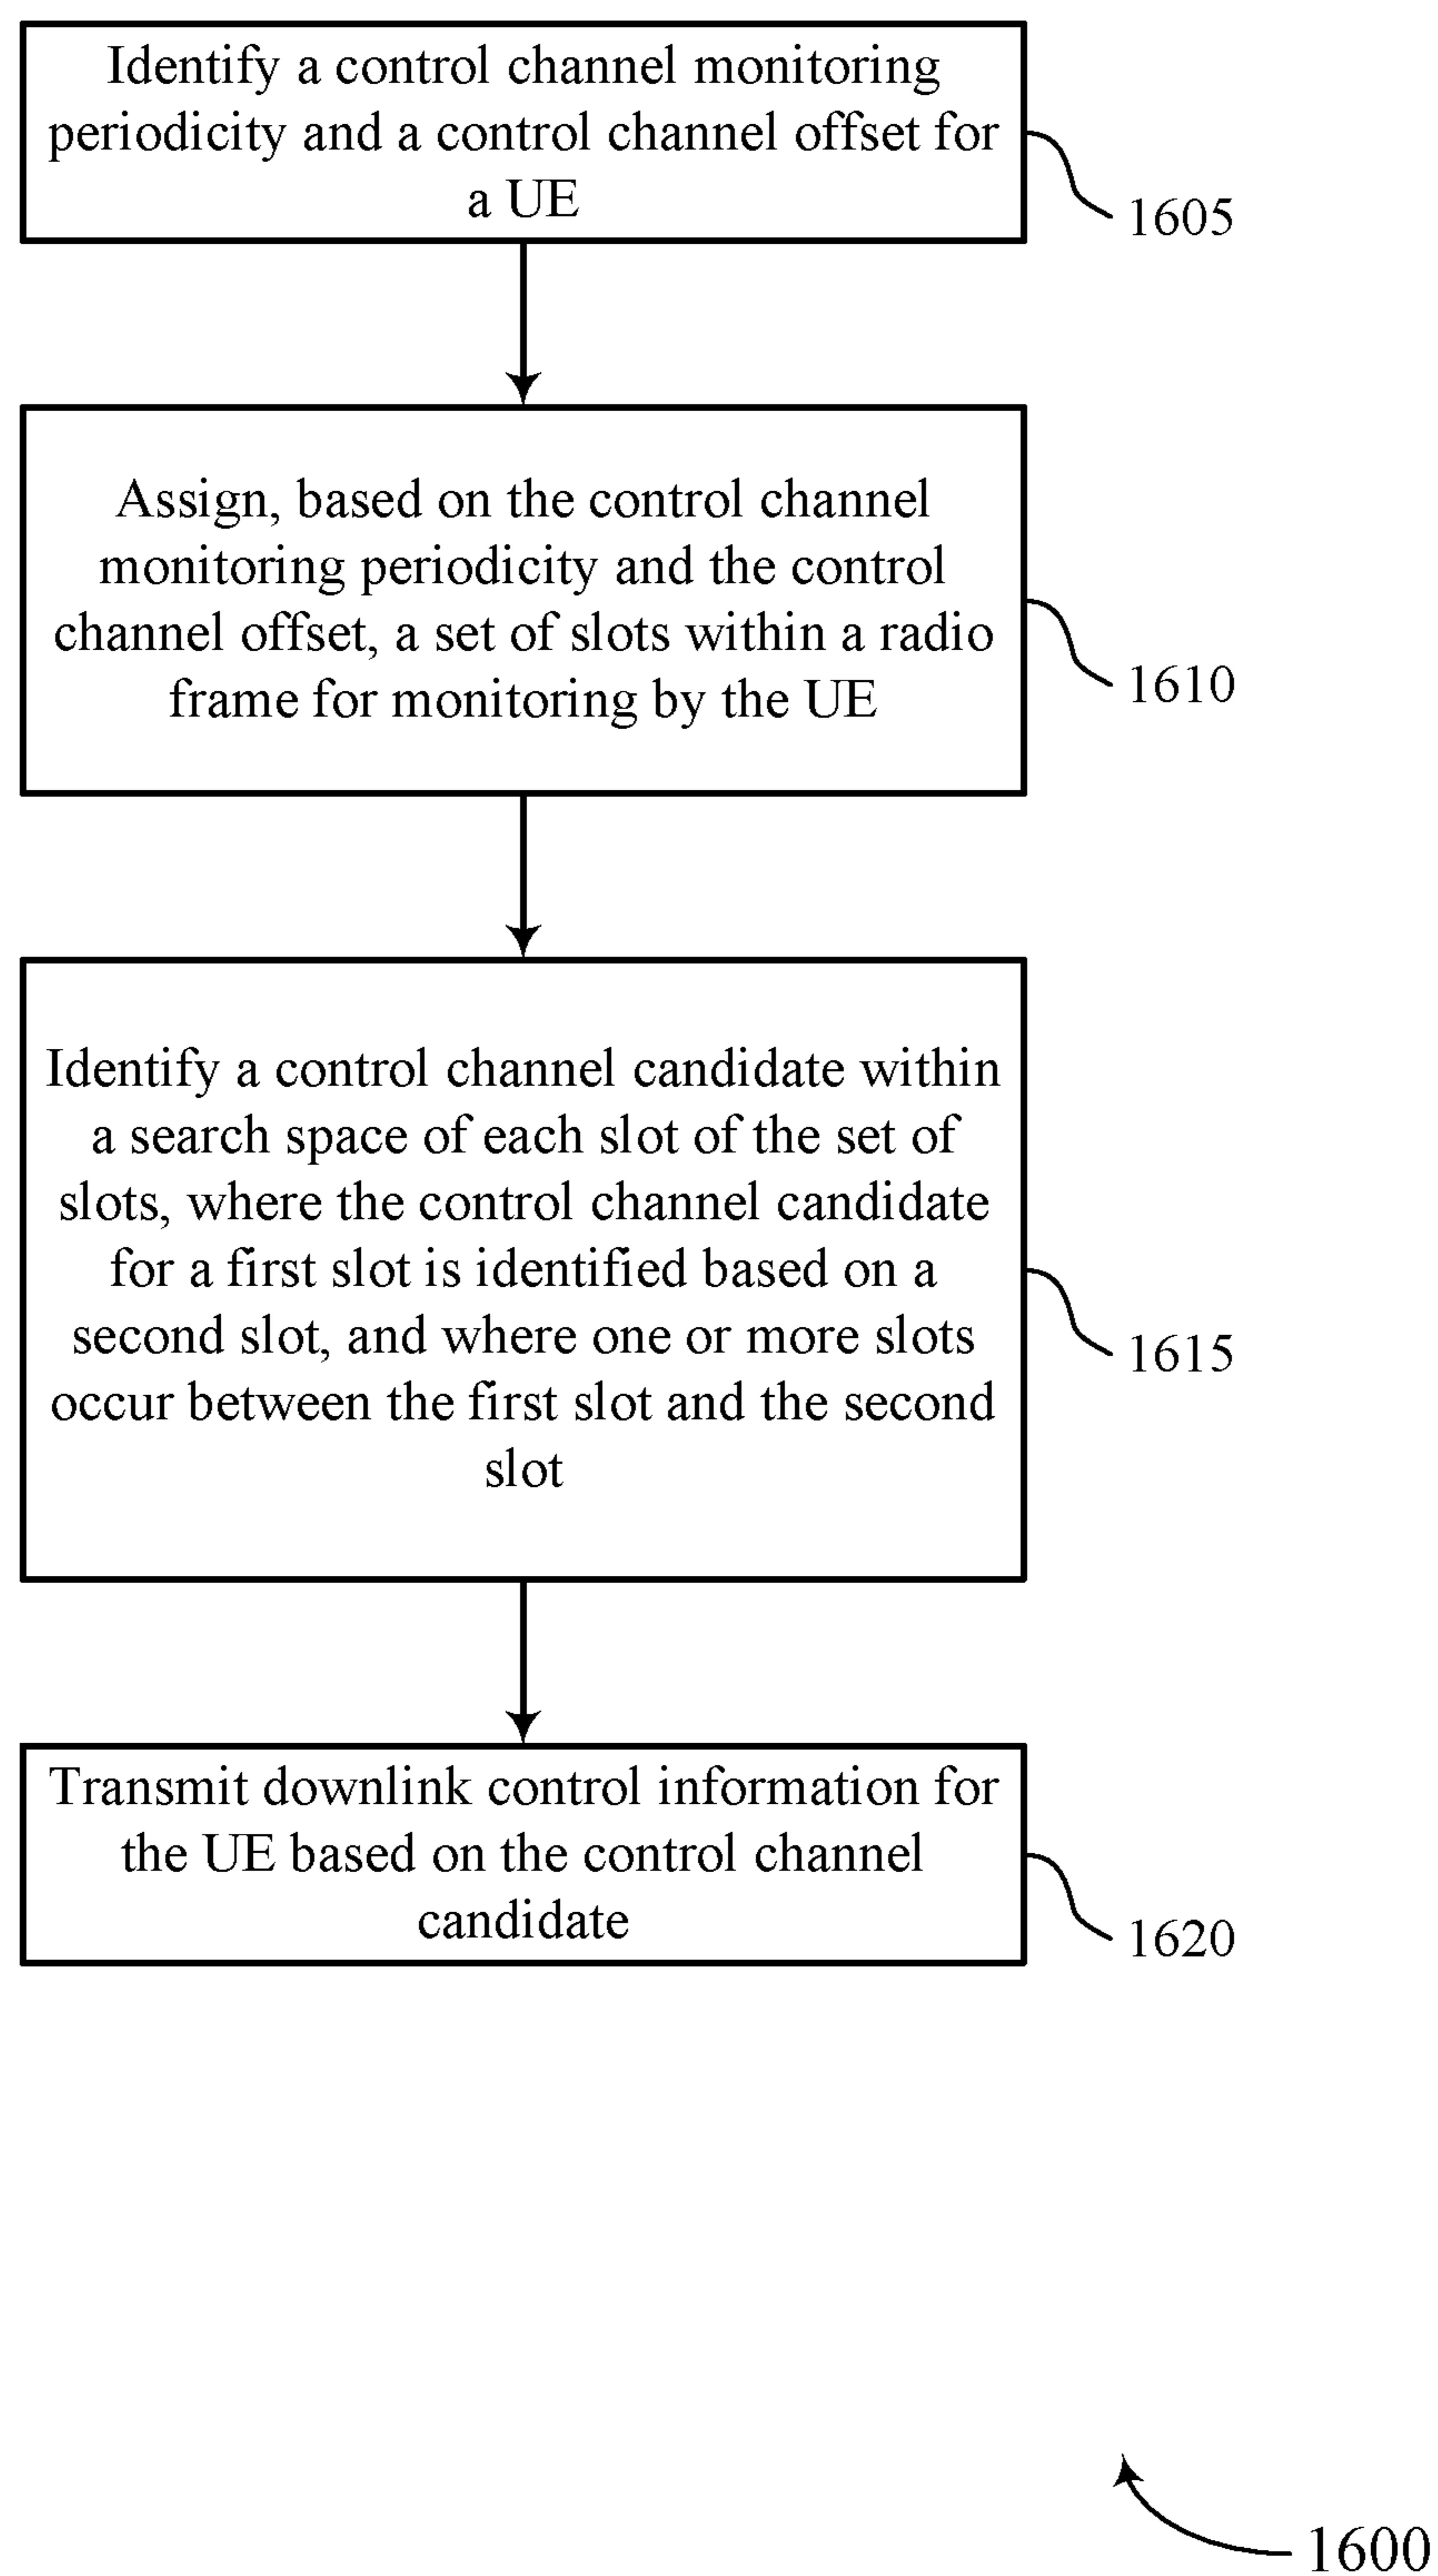 Identify a control channel monitoring
periodicity and a control channel offset for
a UE
1605
Assign, based on the control channel
monitoring periodicity and the control
channel offset, a set of slots within a radio
frame for monitoring by the UE
1610
Identify a control channel candidate within
a search space of each slot of the set of
slots, where the control channel candidate
for a first slot is identified based on a
second slot, and where one or more slots
occur between the first slot and the second
slot
1615
Transmit downlink control information for
the UE based on the control channel
candidate
1620
1600